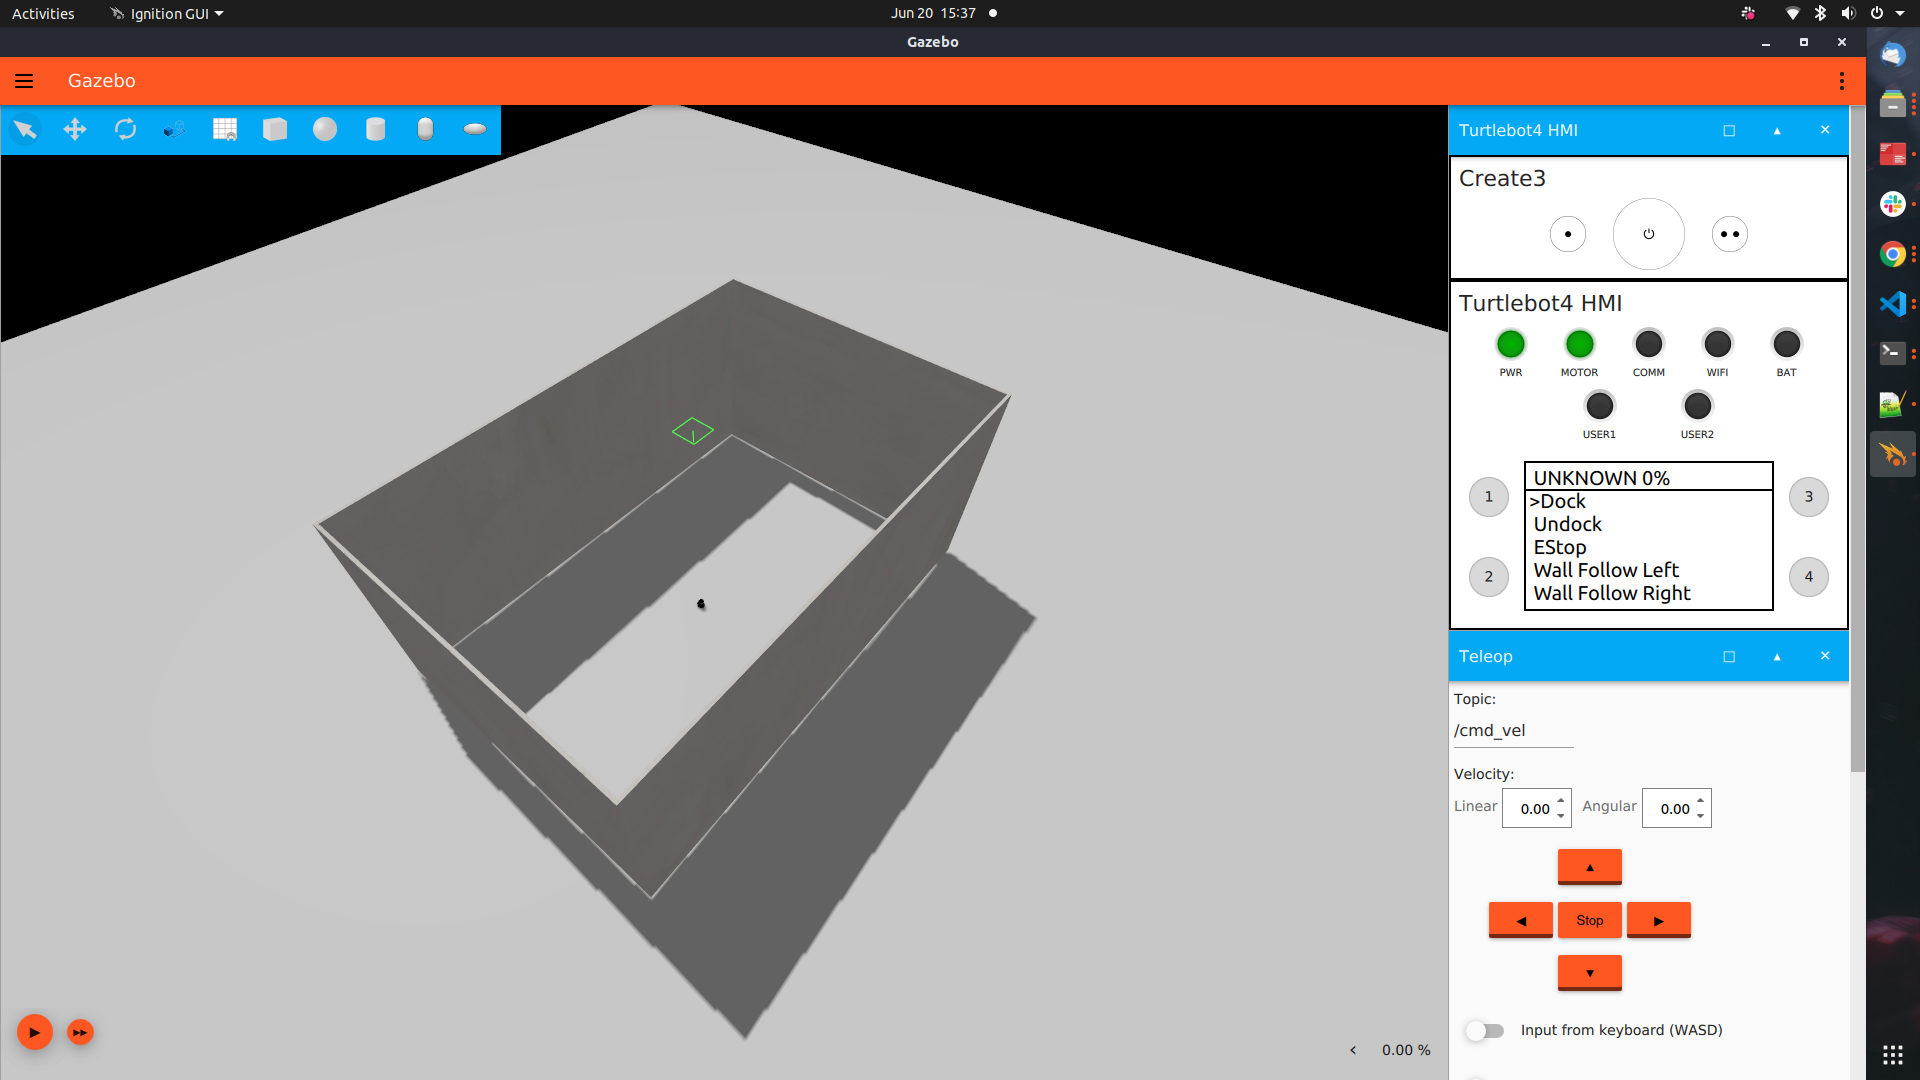 Activities
Ignition GUI
Jun 20 15:37
Gazebo
Gazebo
Turtlebot4 HMI
Create3
Turtlebot4 HMI
PWR
MOTOR
COMM
WIFI
BAT
USER1
USER2
UNKNOWN 0%
1
>Dock
3
Undock
EStop
2
Wall Follow Left
4
Wall Follow Right
Teleop
Topic:
/cmd_vel
Velocity:
Linear 0.00 Angular 0.00
Stop
Input from keyboard (WASD)
0.00 %